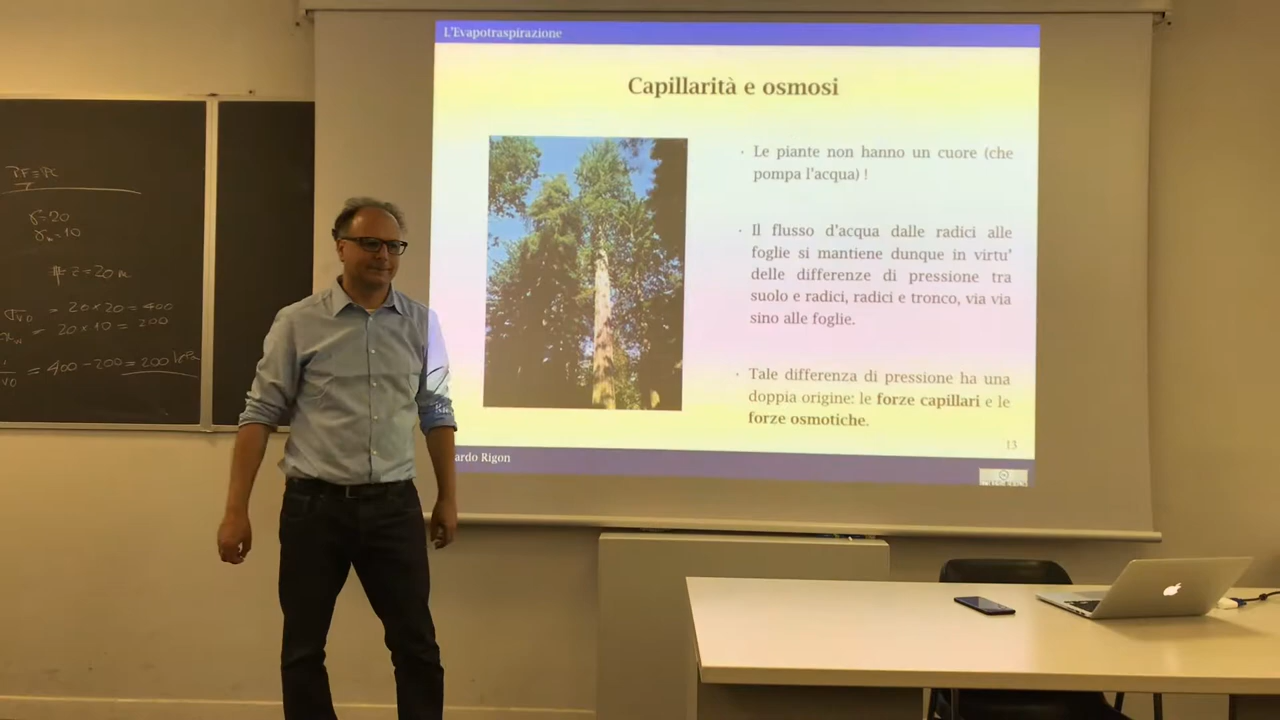 L'Evapotraspirazione
Capillarità e osmosi
· Le piante non hanno un cuore (che
pompa l'acqua) !
· Il flusso d'acqua dalle radici alle
foglie si mantiene dunque in virtu'
delle differenze di pressione tra
suolo e radici, radici e tronco, via via
sino alle foglie.
· Tale differenza di pressione ha una
doppia origine: le forze capillari e le
forze osmotiche.
13
ardo Rigon
= 20
= 10
z = 20 m
= 20 x 20 = 400
= 20 x 10 = 200
= 400 - 200 = 200 kPa